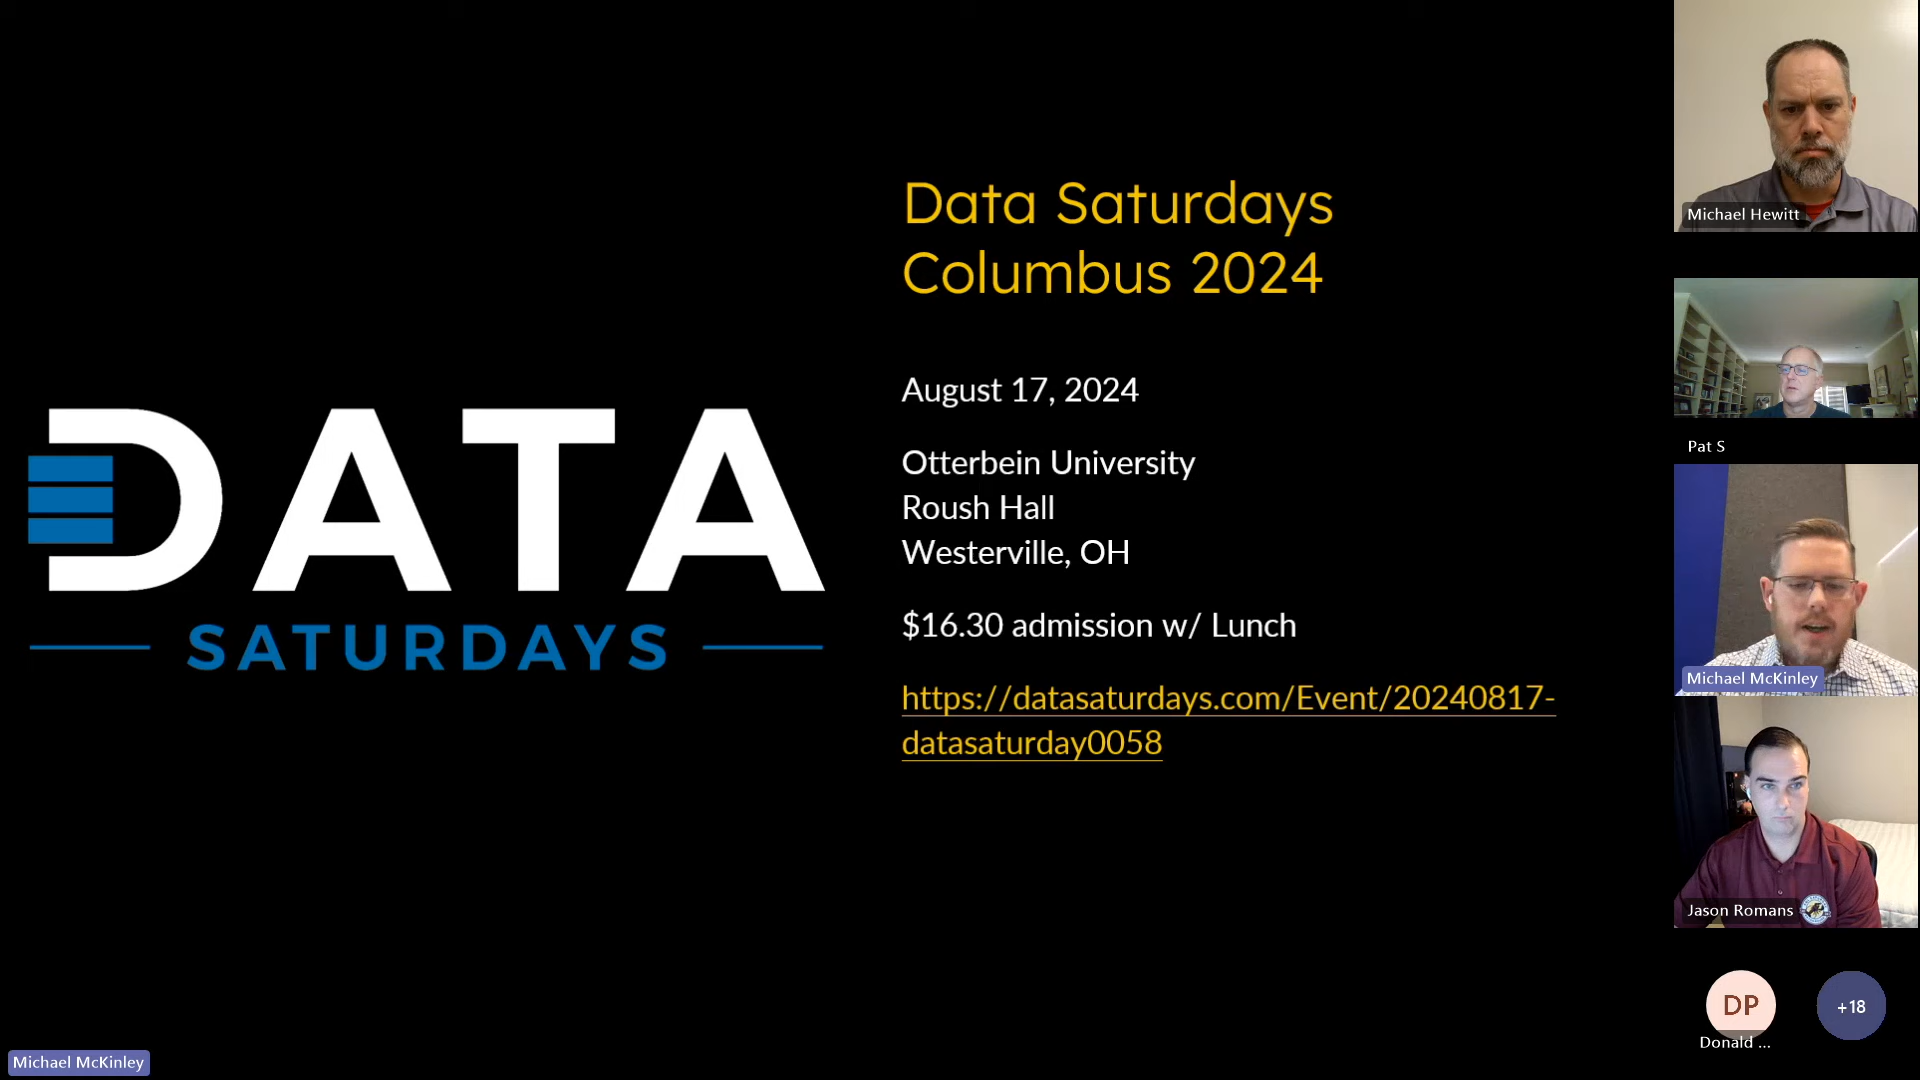 DATA
SATURDAYS
Data Saturdays
Columbus 2024
August 17, 2024
Otterbein University
Roush Hall
Westerville, OH
$16.30 admission w/ Lunch
https://datasaturdays.com/Event/20240817-
datasaturday0058
Michael Hewitt
Pat S
Michael McKinley
Jason Romans
DP
Donald ...
+18
Michael McKinley